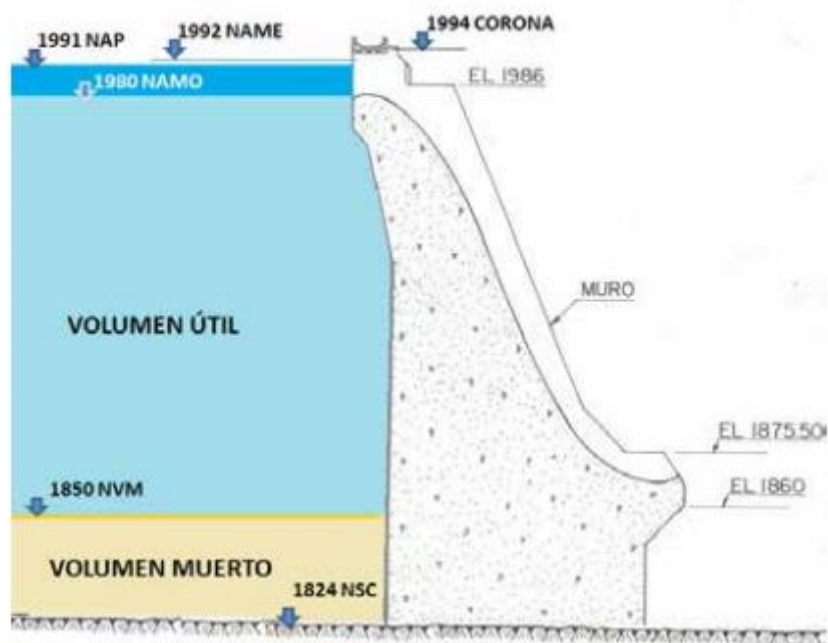 1991 NAP
1992 NAME
1994 CORONA
1980 NAMO
EL 1986
VOLUMEN ÚTIL
MURO
EL 1875.50
1850 NVM
EL 1860
VOLUMEN MUERTO
1824 NSC